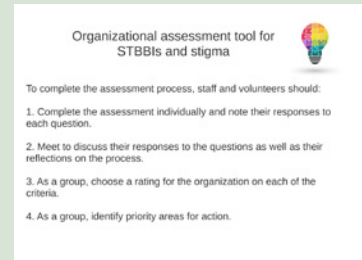 Organizational assessment tool for
STBBIs and stigma
To complete the assessment process, staff and volunteers should:
1. Complete the assessment individually and note their responses to
each question.
2. Meet to discuss their responses to the questions as well as their
reflections on the process.
3. As a group, choose a rating for the organization on each of the
criteria.
4. As a group, identify priority areas for action.